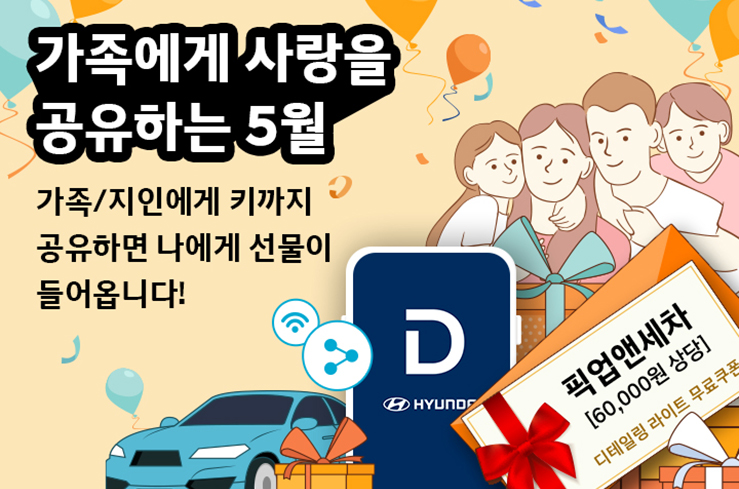 가족에게 사랑을
공유하는 5월
가족/지인에게 키까지
공유하면 나에게 선물이
들어옵니다!
D
HYUNDAI
픽업앤세차
[60,000원 상당]
디테일링 라이트 무료쿠폰